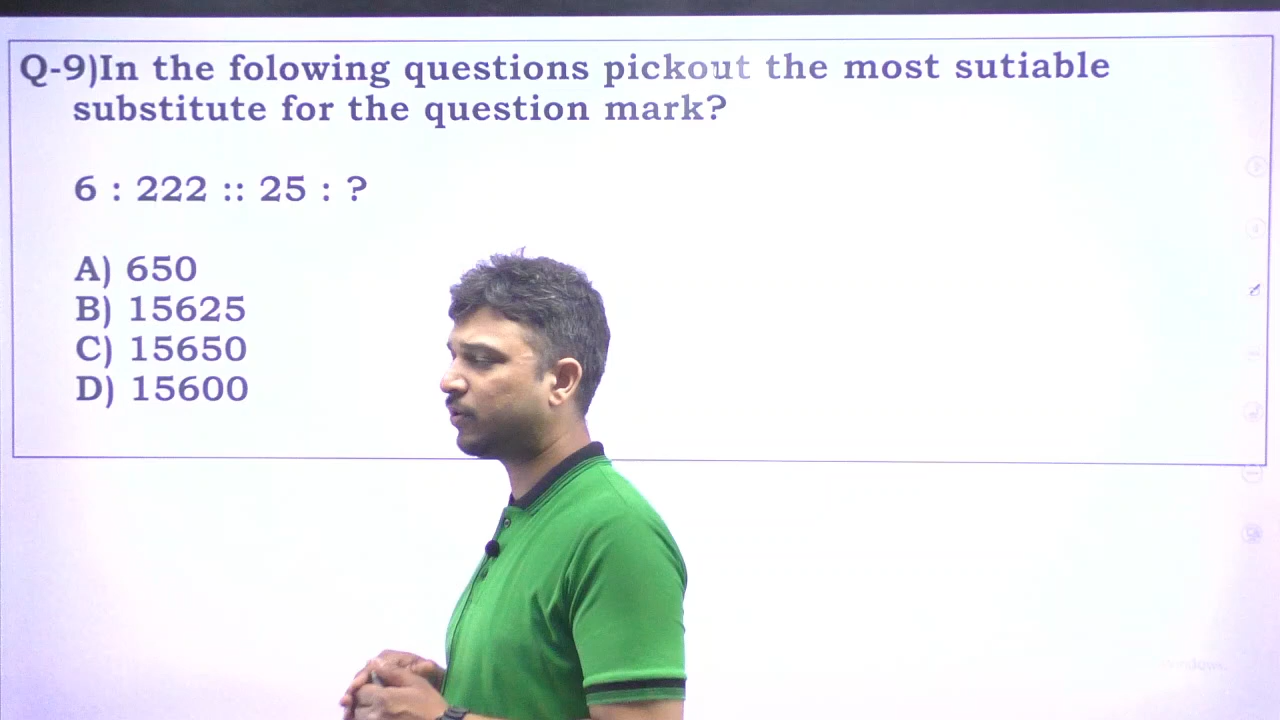 Q-9)In the folowing questions pickout the most sutiable
substitute for the question mark?
6 : 222 :: 25 : ?
A) 650
B) 15625
C) 15650
D) 15600